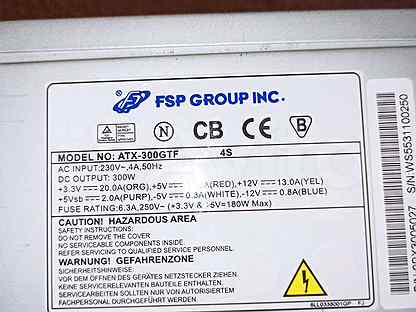 FSP GROUP INC.
N CB CE B
MODEL NO: ATX-300GTF 4S
AC INPUT:230V~,4A,50Hz
DC OUTPUT: 300W
+3.3V 20.0A(ORG),+5V A(RED),+12V 13.0A(YEL)
+5Vsb 2.0A(PURP),-5V 0.3A(WHITE),-12V 0.8A(BLUE)
FUSE RATING:6.3A,250V~ (+3.3V & +5V=180W Max)
CAUTION! HAZARDOUS AREA
SAFETY INSTRUCTIONS:
DO NOT REMOVE THE COVER
NO SERVICEABLE COMPONENTS INSIDE.
REFER SERVICING TO QUALIFIED SERVICE PERSONNEL.
WARNUNG! GEFAHRENZONE
SICHERHEITSHINWEISE:
VOR DEM ÖFFNEN DES GERÄTES NETZSTECKER ZIEHEN.
KEINE RELEVANTEN BAUTEILE BEINHALTET.
SERVICEARBEITEN SOLLTEN NUR VON AUTORISIERTEM
FACHPERSONAL DURCHGEFÜHRT WERDEN.
S/N:WS5531100250